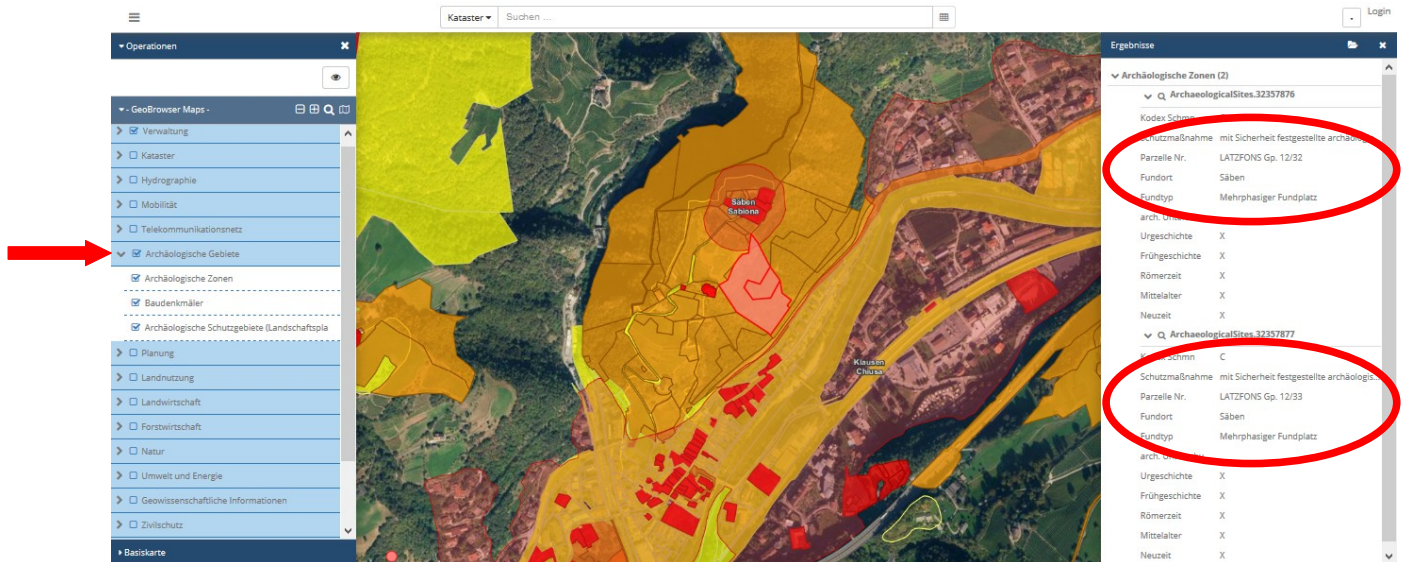 Kataster Suchen ...
Login
Operationen
- GeoBrowser Maps -
Verwaltung
Kataster
Hydrographie
Mobilität
Telekommunikationsnetz
Archäologische Gebiete
Archäologische Zonen
Baudenkmäler
Archäologische Schutzgebiete (Landschaftspla
Planung
Landnutzung
Landwirtschaft
Forstwirtschaft
Natur
Umwelt und Energie
Geowissenschaftliche Informationen
Zivilschutz
Basiskarte
Säben
Sabiona
Klausen
Chiusa
Ergebnisse
Archäologische Zonen (2)
ArchaeologicalSites.32357876
Kodex Schmn
Schutzmaßnahme mit Sicherheit festgestellte
Parzelle Nr. LATZFONS Gp. 12/32
Fundort Säben
Fundtyp Mehrphasiger Fundplatz
arch.
Urgeschichte X
Frühgeschichte X
Römerzeit X
Mittelalter X
Neuzeit X
ArchaeologicalSites.32357877
Kodex Schmn C
Schutzmaßnahme mit Sicherheit festgestellte archäologis...
Parzelle Nr. LATZFONS Gp. 12/33
Fundort Säben
Fundtyp Mehrphasiger Fundplatz
arch.
Urgeschichte X
Frühgeschichte X
Römerzeit X
Mittelalter X
Neuzeit X